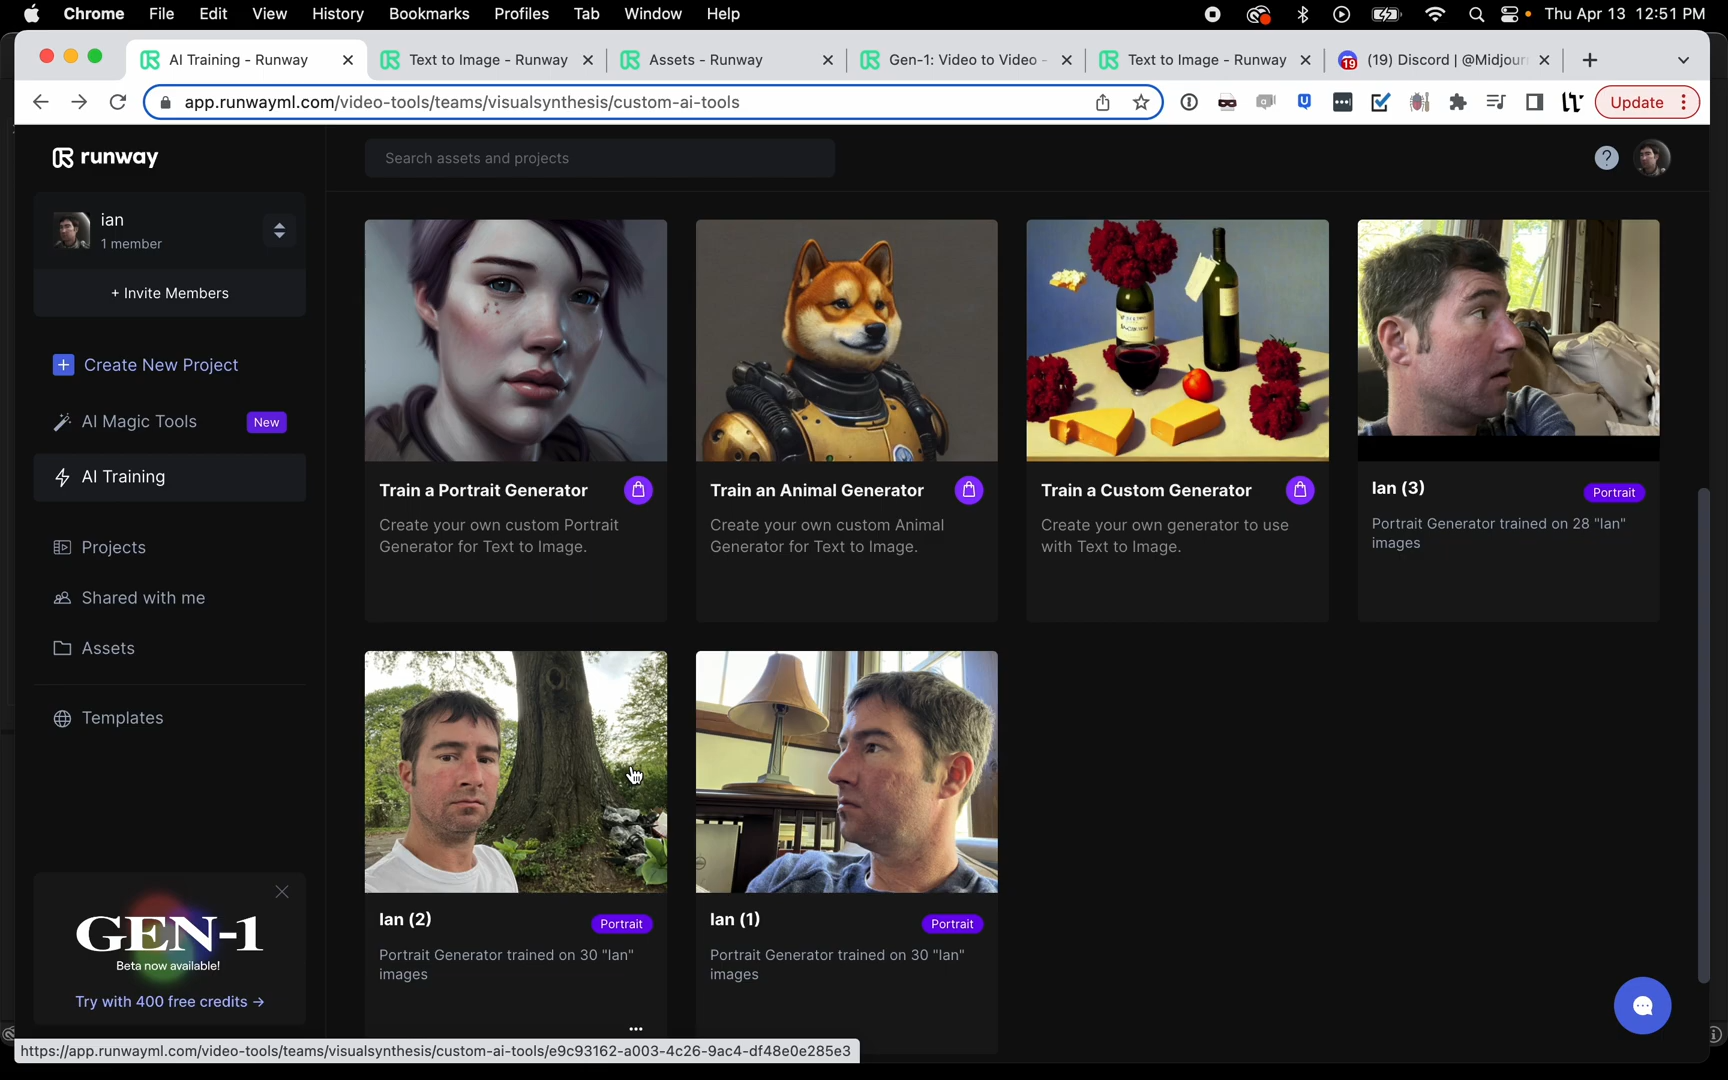 Chrome File Edit View History Bookmarks Profiles Tab Window Help Thu Apr 13 12:51 PM
AI Training - Runway Text to Image - Runway Assets - Runway Gen-1: Video to Video - Text to Image - Runway (19) Discord | @Midjour
app.runwayml.com/video-tools/teams/visualsynthesis/custom-ai-tools Update
runway
Search assets and projects
ian
1 member
+ Invite Members
Create New Project
AI Magic Tools New
AI Training
Projects
Shared with me
Assets
Templates
GEN-1
Beta now available!
Try with 400 free credits →
Train a Portrait Generator
Create your own custom Portrait
Generator for Text to Image.
Train an Animal Generator
Create your own custom Animal
Generator for Text to Image.
Train a Custom Generator
Create your own generator to use
with Text to Image.
Ian (3) Portrait
Portrait Generator trained on 28 "Ian"
images
Ian (2) Portrait
Portrait Generator trained on 30 "Ian"
images
Ian (1) Portrait
Portrait Generator trained on 30 "Ian"
images
https://app.runwayml.com/video-tools/teams/visualsynthesis/custom-ai-tools/e9c93162-a003-4c26-9ac4-df48e0e285e3